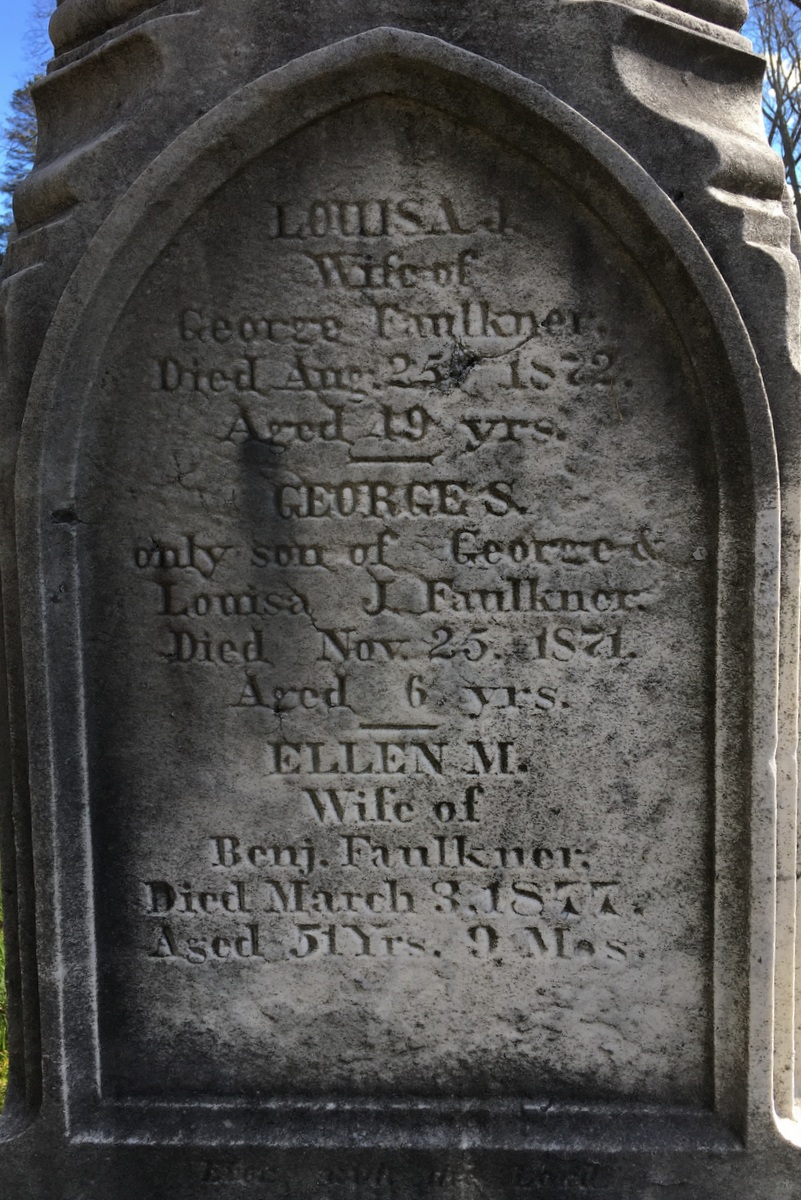 LOUISA J.
Wife of
George Faulkner.
Died Aug. 25, 1872.
Aged 49 yrs.
GEORGE S.
only son of George &
Louisa J. Faulkner.
Died Nov. 25. 1871.
Aged 6 yrs.
ELLEN M.
Wife of
Benj. Faulkner.
Died March 3. 1877.
Aged 51 Yrs. 9 Mos.